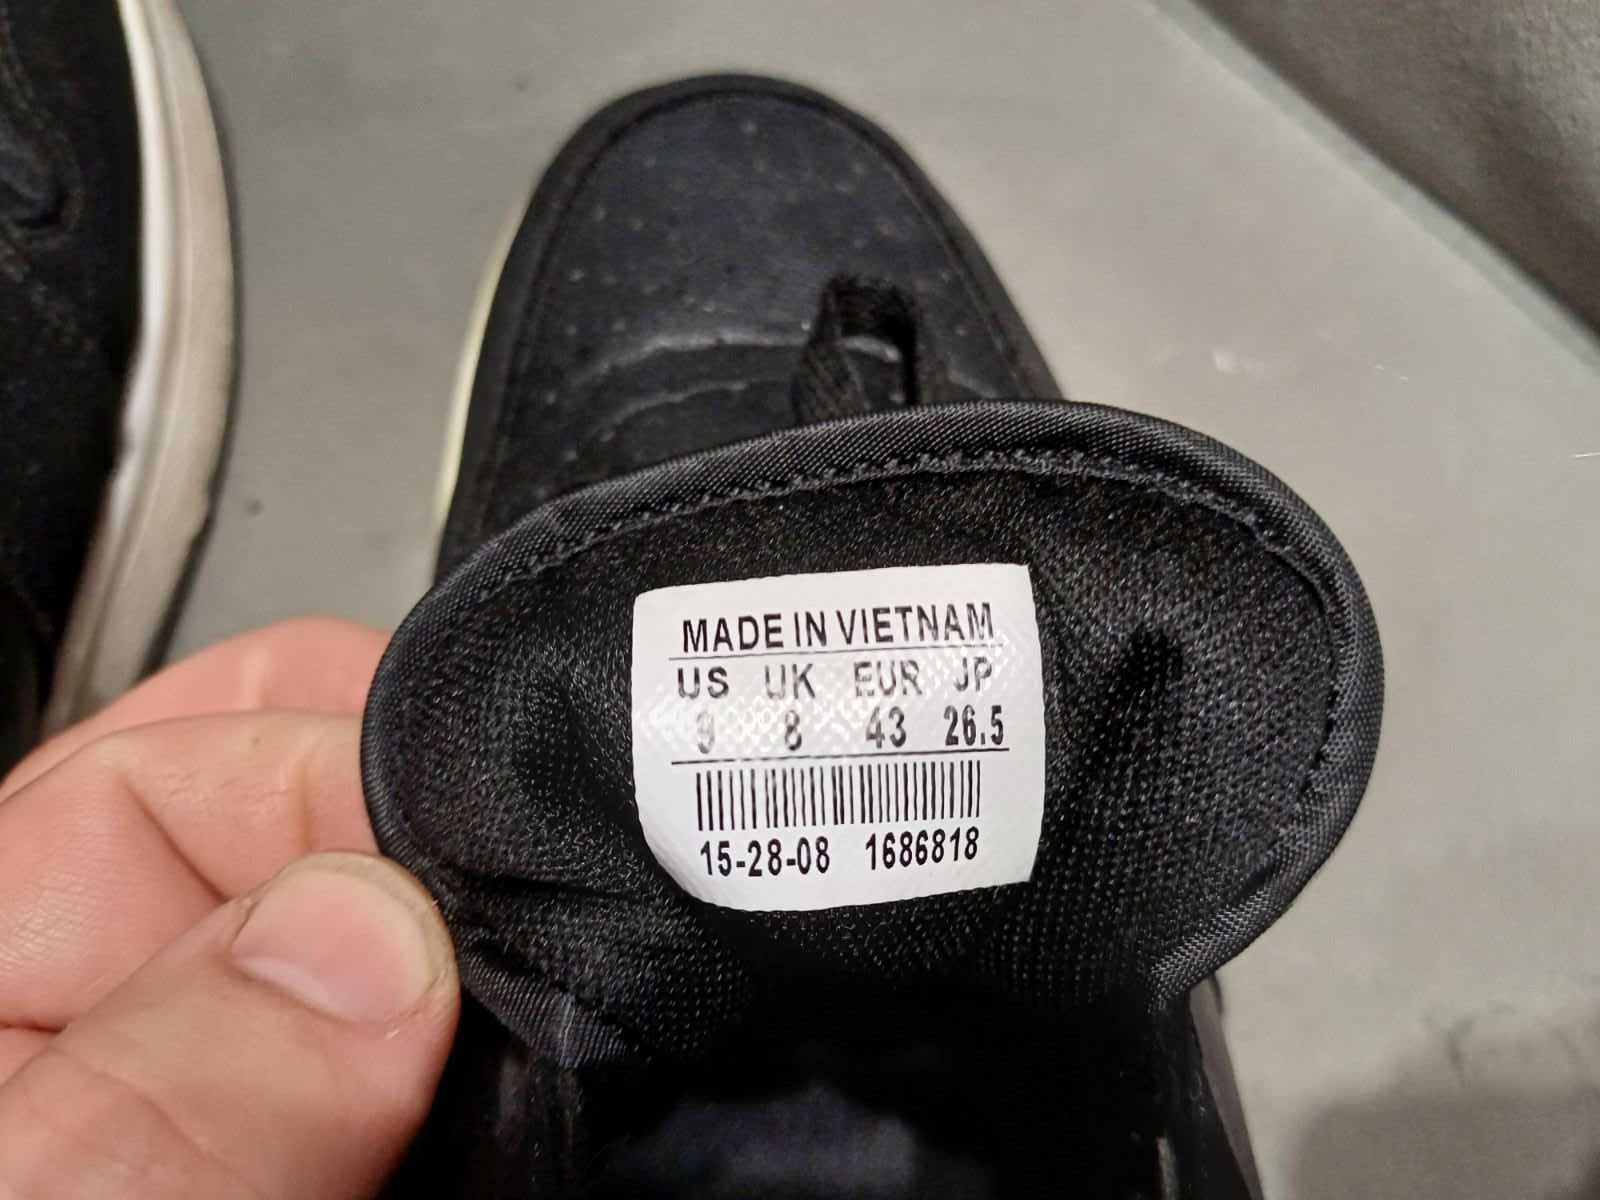 MADE IN VIETNAM
US UK EUR JP
9 8 43 26.5
15-28-08 1686818